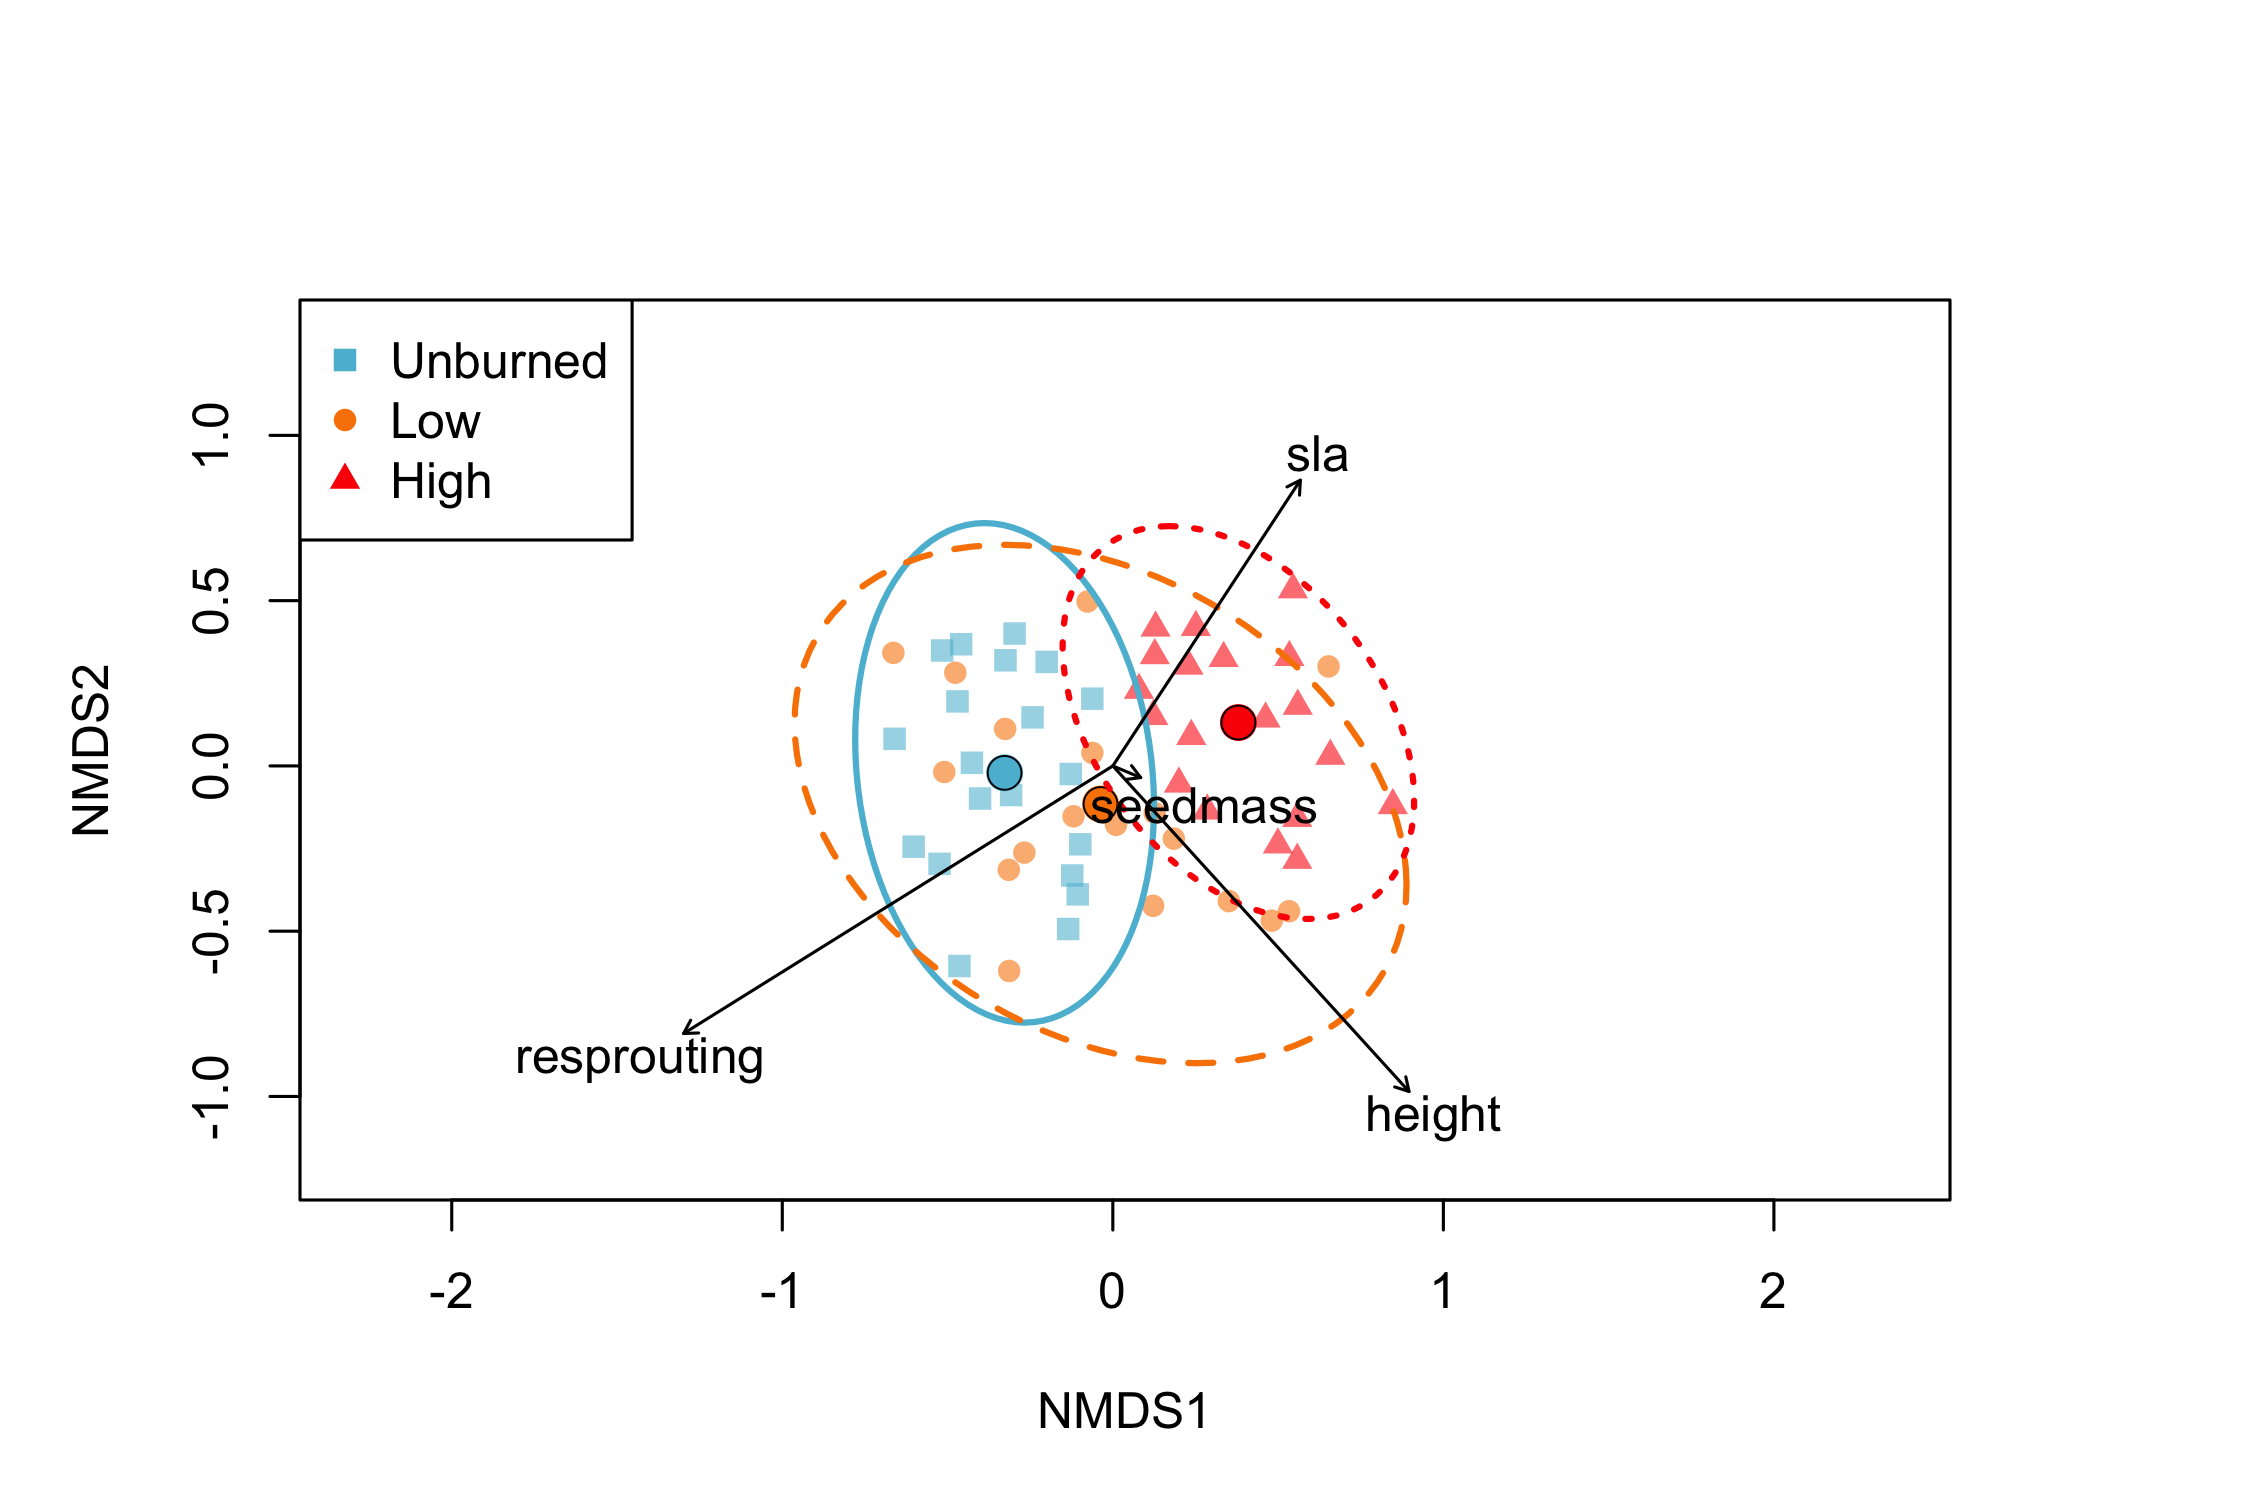 Unburned
Low
High
1.0
0.5
0.0
-0.5
-1.0
NMDS2
sla
seedmass
resprouting
height
-2
-1
0
1
2
NMDS1